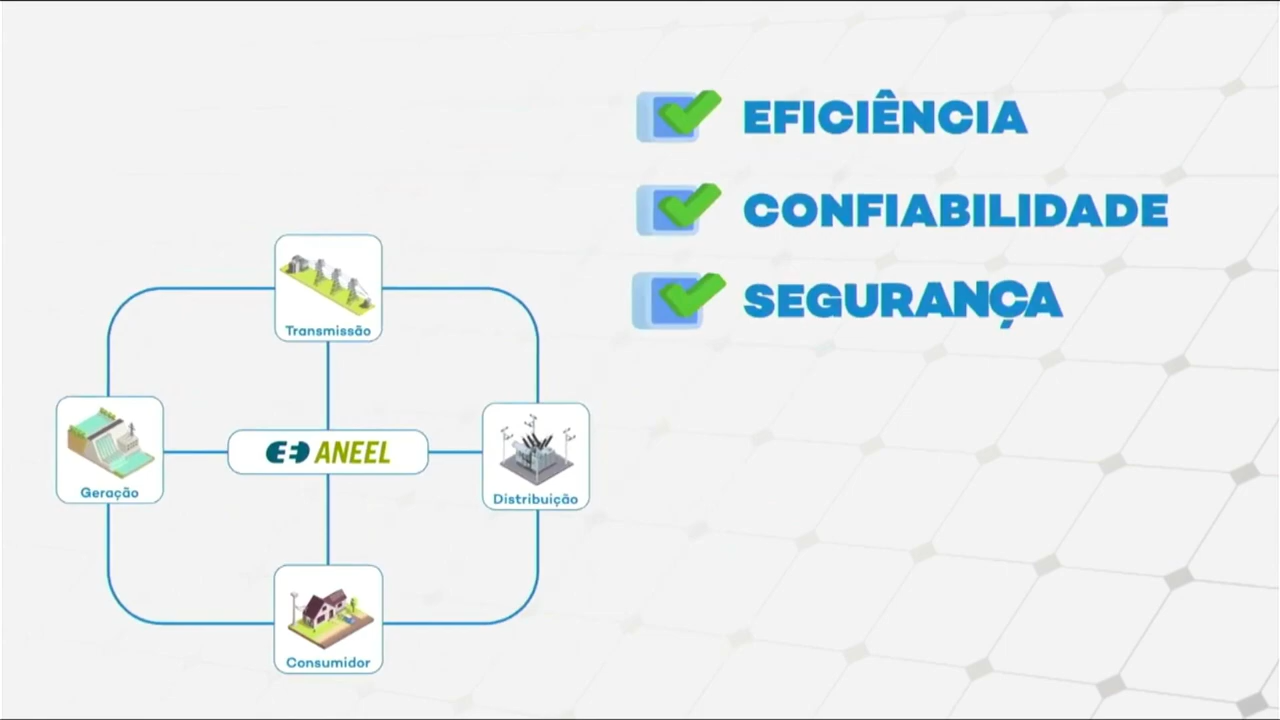 EFICIÊNCIA
CONFIABILIDADE
SEGURANÇA
Transmissão
Geração
ANEEL
Distribuição
Consumidor